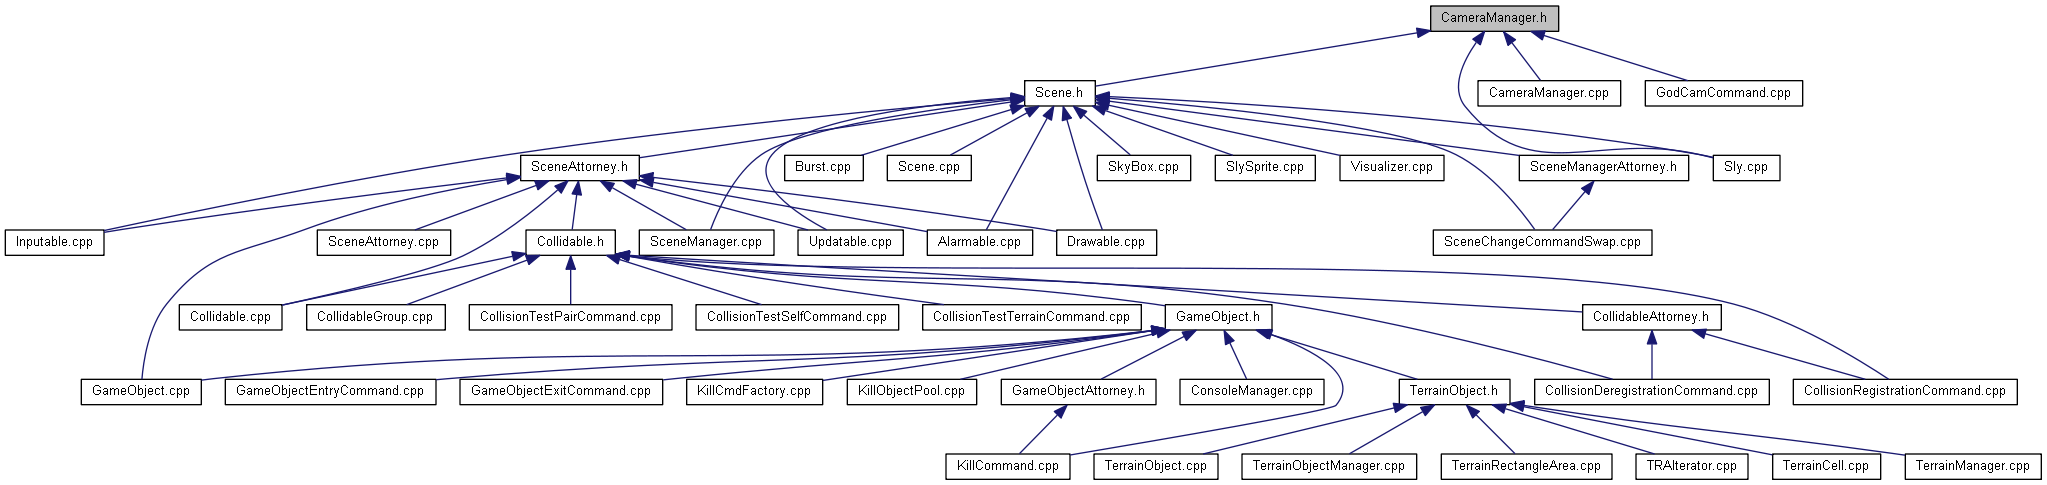 CameraManager.h
Scene.h
CameraManager.cpp
GodCamCommand.cpp
SceneAttorney.h
Burst.cpp
Scene.cpp
SkyBox.cpp
SlySprite.cpp
Visualizer.cpp
SceneManagerAttorney.h
Sly.cpp
Inputable.cpp
SceneAttorney.cpp
Collidable.h
SceneManager.cpp
Updatable.cpp
Alarmable.cpp
Drawable.cpp
SceneChangeCommandSwap.cpp
Collidable.cpp
CollidableGroup.cpp
CollisionTestPairCommand.cpp
CollisionTestSelfCommand.cpp
CollisionTestTerrainCommand.cpp
GameObject.h
CollidableAttorney.h
GameObject.cpp
GameObjectEntryCommand.cpp
GameObjectExitCommand.cpp
KillCmdFactory.cpp
KillObjectPool.cpp
GameObjectAttorney.h
ConsoleManager.cpp
TerrainObject.h
CollisionDeregistrationCommand.cpp
CollisionRegistrationCommand.cpp
KillCommand.cpp
TerrainObject.cpp
TerrainObjectManager.cpp
TerrainRectangleArea.cpp
TRAIterator.cpp
TerrainCell.cpp
TerrainManager.cpp